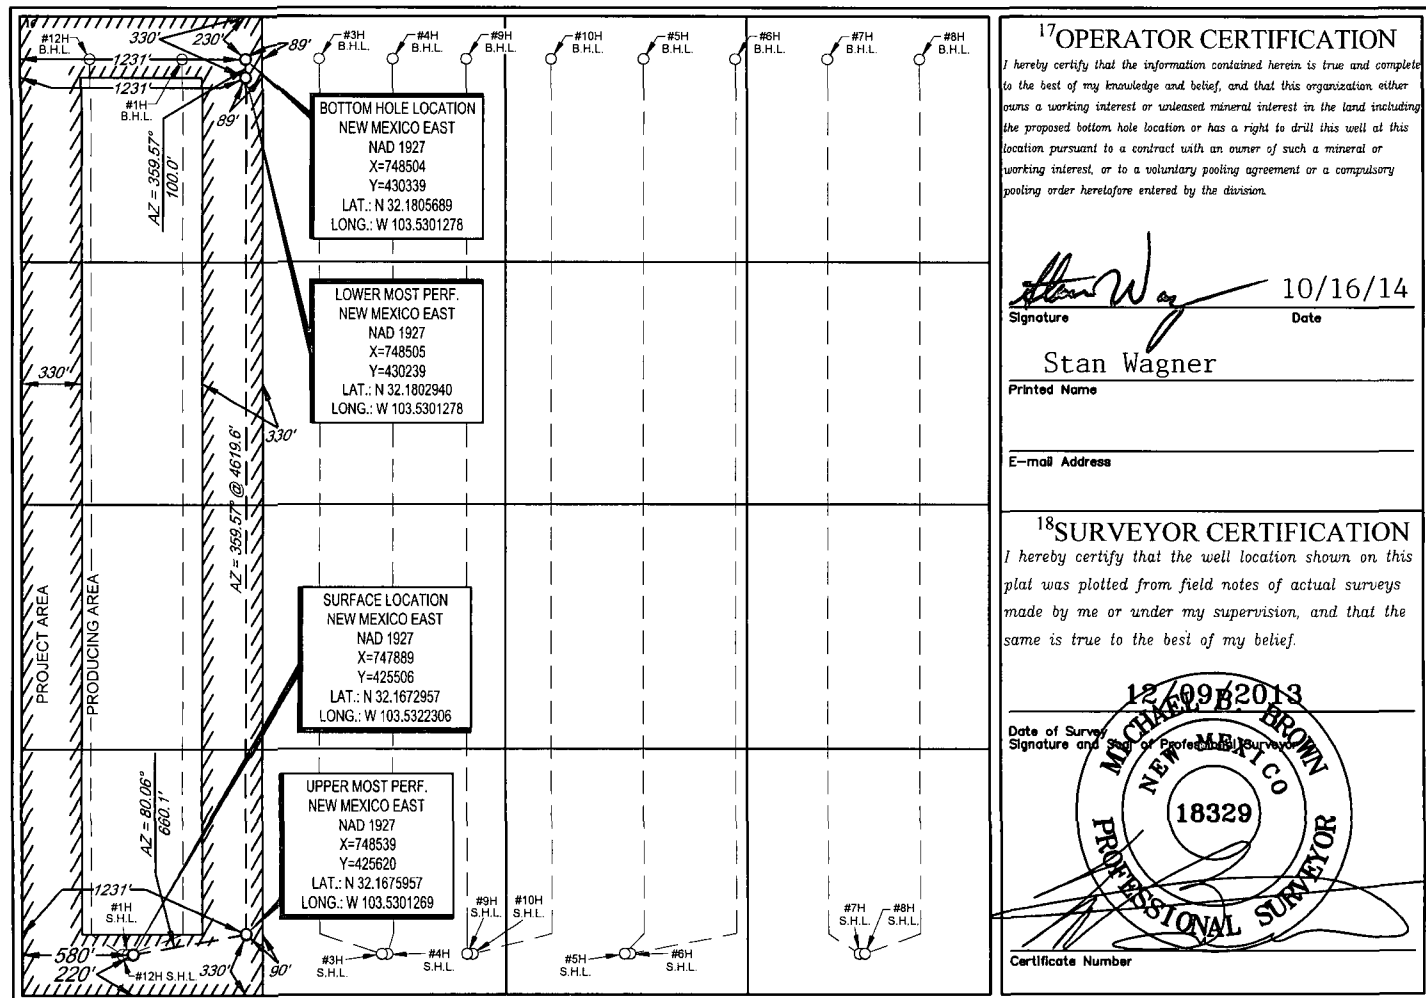 #12H
B.H.L.
330'
230'
89'
#3H
B.H.L.
#4H
B.H.L.
#9H
B.H.L.
#10H
B.H.L.
#5H
B.H.L.
#6H
B.H.L.
#7H
B.H.L.
#8H
B.H.L.
1231'
1231'
#1H
B.H.L.
89'
AZ = 359.57°
100.0'
BOTTOM HOLE LOCATION
NEW MEXICO EAST
NAD 1927
X=748504
Y=430339
LAT.: N 32.1805689
LONG.: W 103.5301278
LOWER MOST PERF.
NEW MEXICO EAST
NAD 1927
X=748505
Y=430239
LAT.: N 32.1802940
LONG.: W 103.5301278
330'
330'
AZ = 359.57° @ 4619.6'
PROJECT AREA
PRODUCING AREA
SURFACE LOCATION
NEW MEXICO EAST
NAD 1927
X=747889
Y=425506
LAT.: N 32.1672957
LONG.: W 103.5322306
AZ = 80.06°
660.1'
UPPER MOST PERF.
NEW MEXICO EAST
NAD 1927
X=748539
Y=425620
LAT.: N 32.1675957
LONG.: W 103.5301269
1231'
#1H
S.H.L.
580'
220'
#12H S.H.L.
330'
90'
#3H
S.H.L.
#4H
S.H.L.
#9H
S.H.L.
#10H
S.H.L.
#5H
S.H.L.
#6H
S.H.L.
#7H
S.H.L.
#8H
S.H.L.
17OPERATOR CERTIFICATION
I hereby certify that the information contained herein is true and complete
to the best of my knowledge and belief, and that this organization either
owns a working interest or unleased mineral interest in the land including
the proposed bottom hole location or has a right to drill this well at this
location pursuant to a contract with an owner of such a mineral or
working interest, or to a voluntary pooling agreement or a compulsory
pooling order heretofore entered by the division.
Stan Wag
10/16/14
Signature Date
Stan Wagner
Printed Name
E-mail Address
18SURVEYOR CERTIFICATION
I hereby certify that the well location shown on this
plat was plotted from field notes of actual surveys
made by me or under my supervision, and that the
same is true to the best of my belief.
12/09/2013
Date of Survey
Signature and Seal of Professional Surveyor
MICHAEL B. BROWN
NEW MEXICO
18329
PROFESSIONAL SURVEYOR
Certificate Number